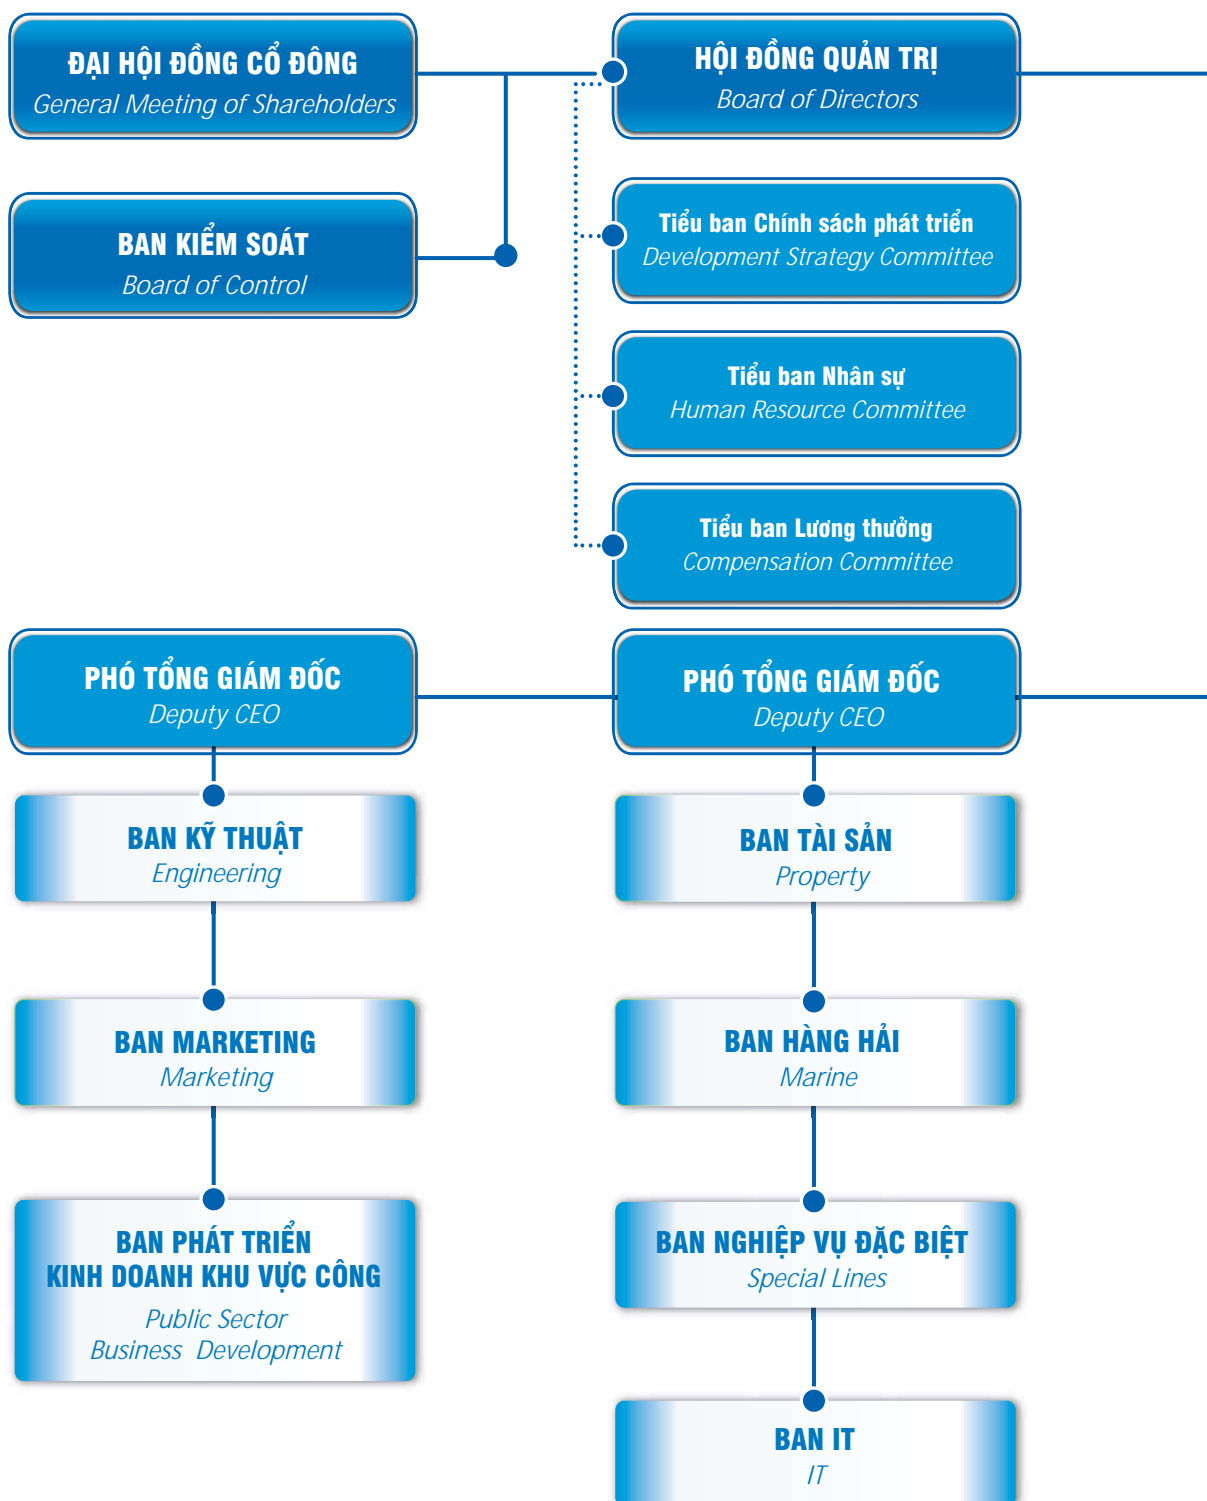 ĐẠI HỘI ĐỒNG CỔ ĐÔNG
General Meeting of Shareholders
HỘI ĐỒNG QUẢN TRỊ
Board of Directors
BAN KIỂM SOÁT
Board of Control
Tiểu ban Chính sách phát triển
Development Strategy Committee
Tiểu ban Nhân sự
Human Resource Committee
Tiểu ban Lương thưởng
Compensation Committee
PHÓ TỔNG GIÁM ĐỐC
Deputy CEO
BAN KỸ THUẬT
Engineering
BAN MARKETING
Marketing
BAN PHÁT TRIỂN
KINH DOANH KHU VỰC CÔNG
Public Sector
Business Development
PHÓ TỔNG GIÁM ĐỐC
Deputy CEO
BAN TÀI SẢN
Property
BAN HÀNG HẢI
Marine
BAN NGHIỆP VỤ ĐẶC BIỆT
Special Lines
BAN IT
IT